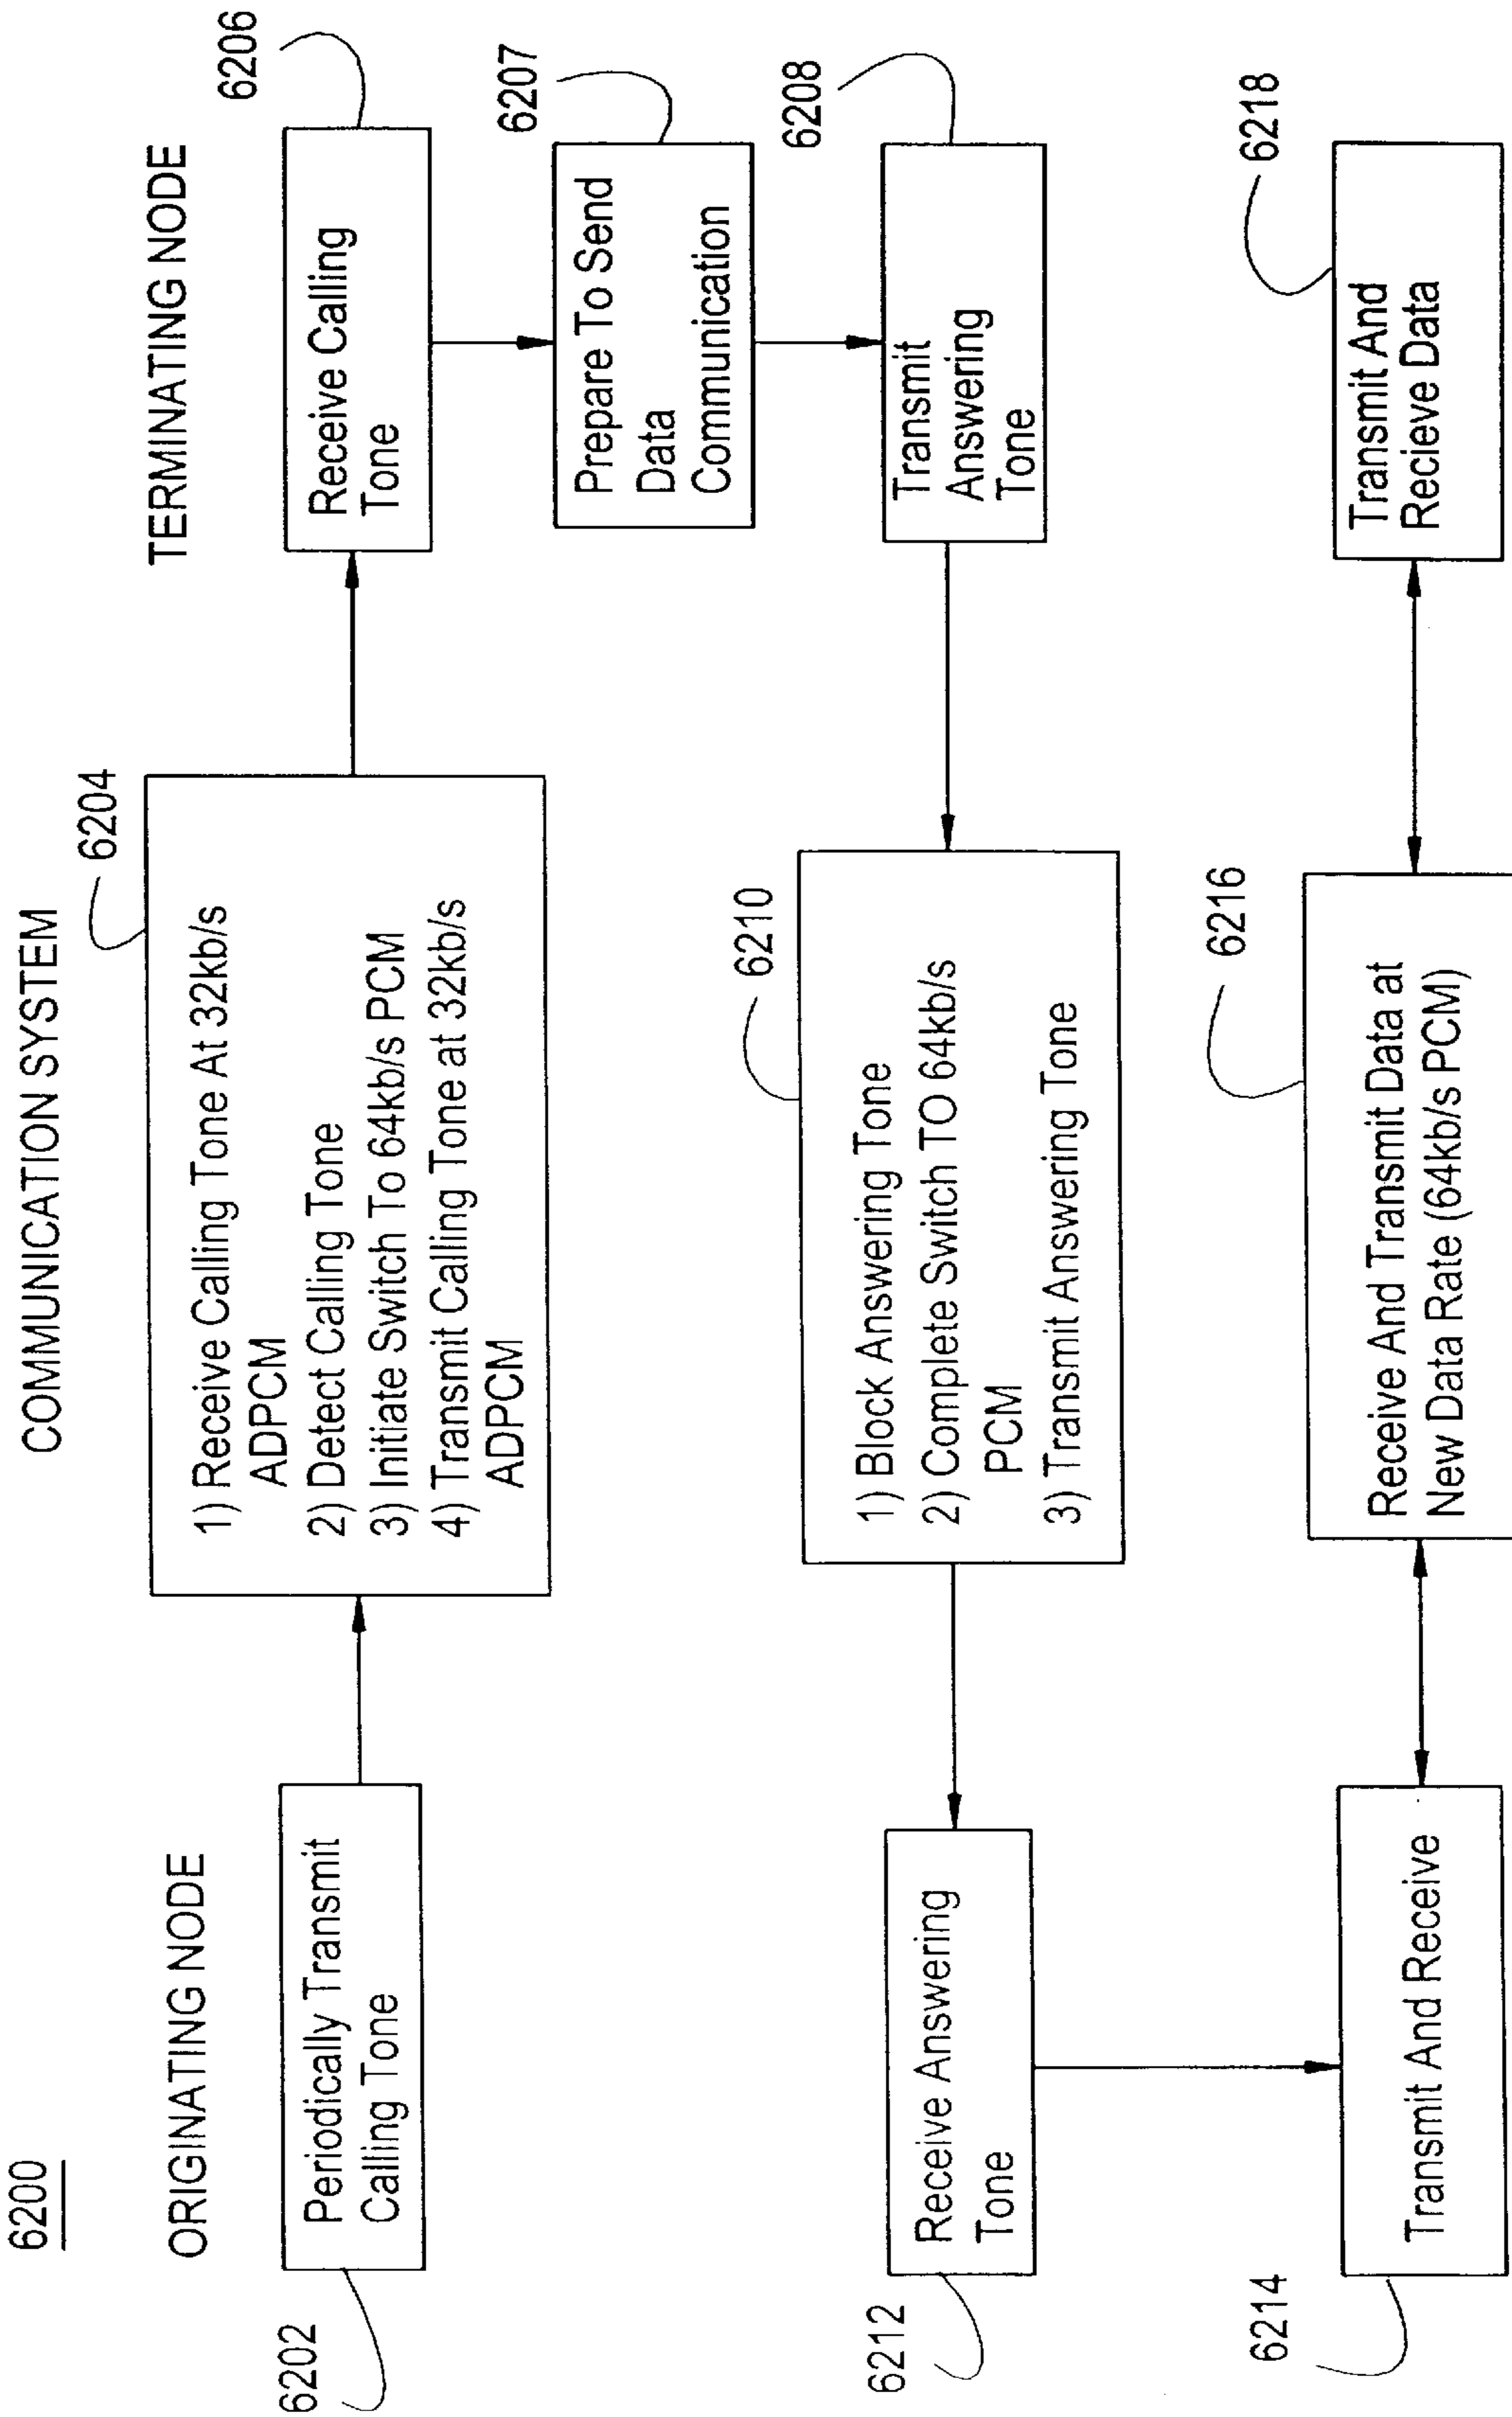 6200
COMMUNICATION SYSTEM
ORIGINATING NODE
TERMINATING NODE
6202
Periodically Transmit
Calling Tone
6204
1) Receive Calling Tone At 32kb/s
ADPCM
2) Detect Calling Tone
3) Initiate Switch To 64kb/s PCM
4) Transmit Calling Tone at 32kb/s
ADPCM
6206
Receive Calling
Tone
6207
Prepare To Send
Data
Communication
6208
Transmit
Answering
Tone
6210
1) Block Answering Tone
2) Complete Switch TO 64kb/s
PCM
3) Transmit Answering Tone
6212
Receive Answering
Tone
6214
Transmit And Receive
6216
Receive And Transmit Data at
New Data Rate (64kb/s PCM)
6218
Transmit And
Recieve Data